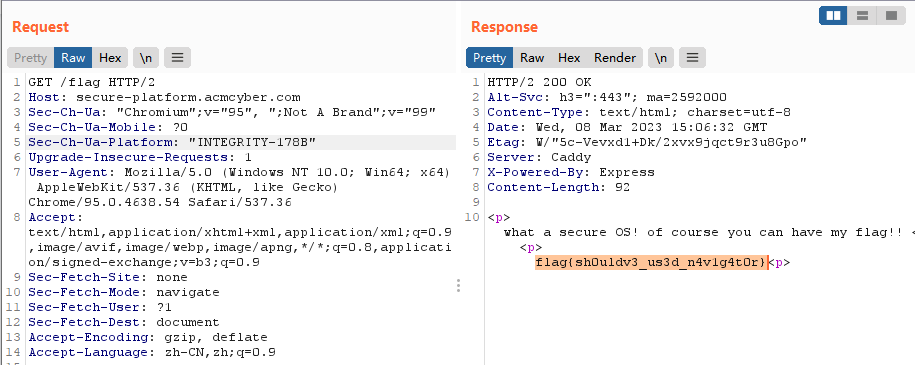 Request
Pretty Raw Hex \n
1 GET /flag HTTP/2
2 Host: secure-platform.acmcyber.com
3 Sec-Ch-Ua: "Chromium";v="95", ";Not A Brand";v="99"
4 Sec-Ch-Ua-Mobile: ?0
5 Sec-Ch-Ua-Platform: "INTEGRITY-178B"
6 Upgrade-Insecure-Requests: 1
7 User-Agent: Mozilla/5.0 (Windows NT 10.0; Win64; x64)
AppleWebKit/537.36 (KHTML, like Gecko)
Chrome/95.0.4638.54 Safari/537.36
8 Accept:
text/html,application/xhtml+xml,application/xml;q=0.9
,image/avif,image/webp,image/apng,*/*;q=0.8,applicati
on/signed-exchange;v=b3;q=0.9
9 Sec-Fetch-Site: none
10 Sec-Fetch-Mode: navigate
11 Sec-Fetch-User: ?1
12 Sec-Fetch-Dest: document
13 Accept-Encoding: gzip, deflate
14 Accept-Language: zh-CN,zh;q=0.9
Response
Pretty Raw Hex Render \n
1 HTTP/2 200 OK
2 Alt-Svc: h3=":443"; ma=2592000
3 Content-Type: text/html; charset=utf-8
4 Date: Wed, 08 Mar 2023 15:06:32 GMT
5 Etag: W/"5c-Vevxd1+Dk/2xvx9jqct9r3u8Gpo"
6 Server: Caddy
7 X-Powered-By: Express
8 Content-Length: 92
9
10 <p>
what a secure OS! of course you can have my flag!! <
<p>
flag{sh0uldv3_us3d_n4v1g4t0r}<p>